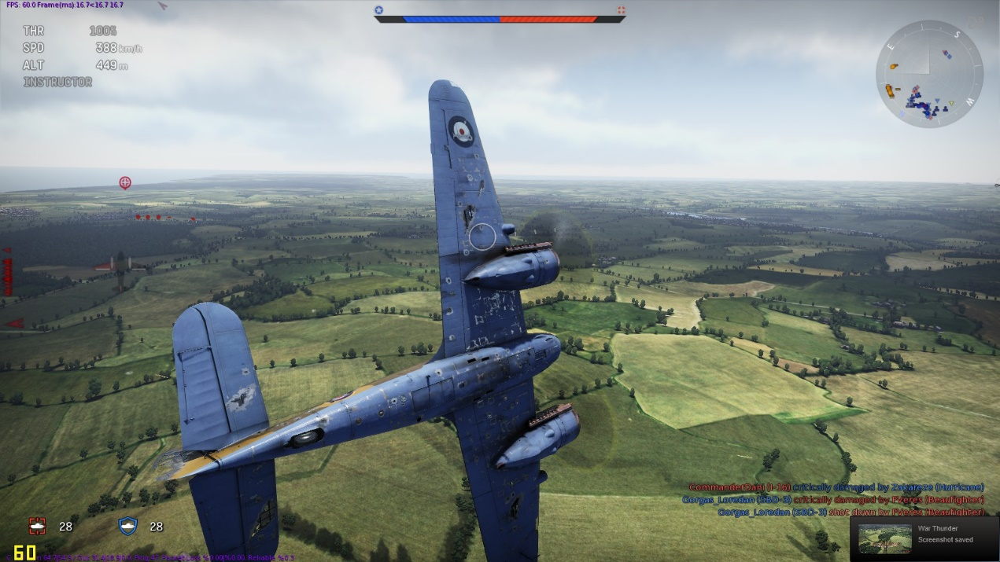 FPS: 60.0 Frame(ms):16.7<16.7 16.7
THR 100%
SPD 388 km/h
ALT 449 m
INSTRUCTOR
S
E
W
CommanderDani (I-16) critically damaged by Zakareze (Hurricane)
Gorgas_Loredan (SBD-3) critically damaged by FVeres (Beaufighter)
Gorgas_Loredan (SBD-3) shot down by FVeres (Beaufighter)
28 28
War Thunder
Screenshot saved
60